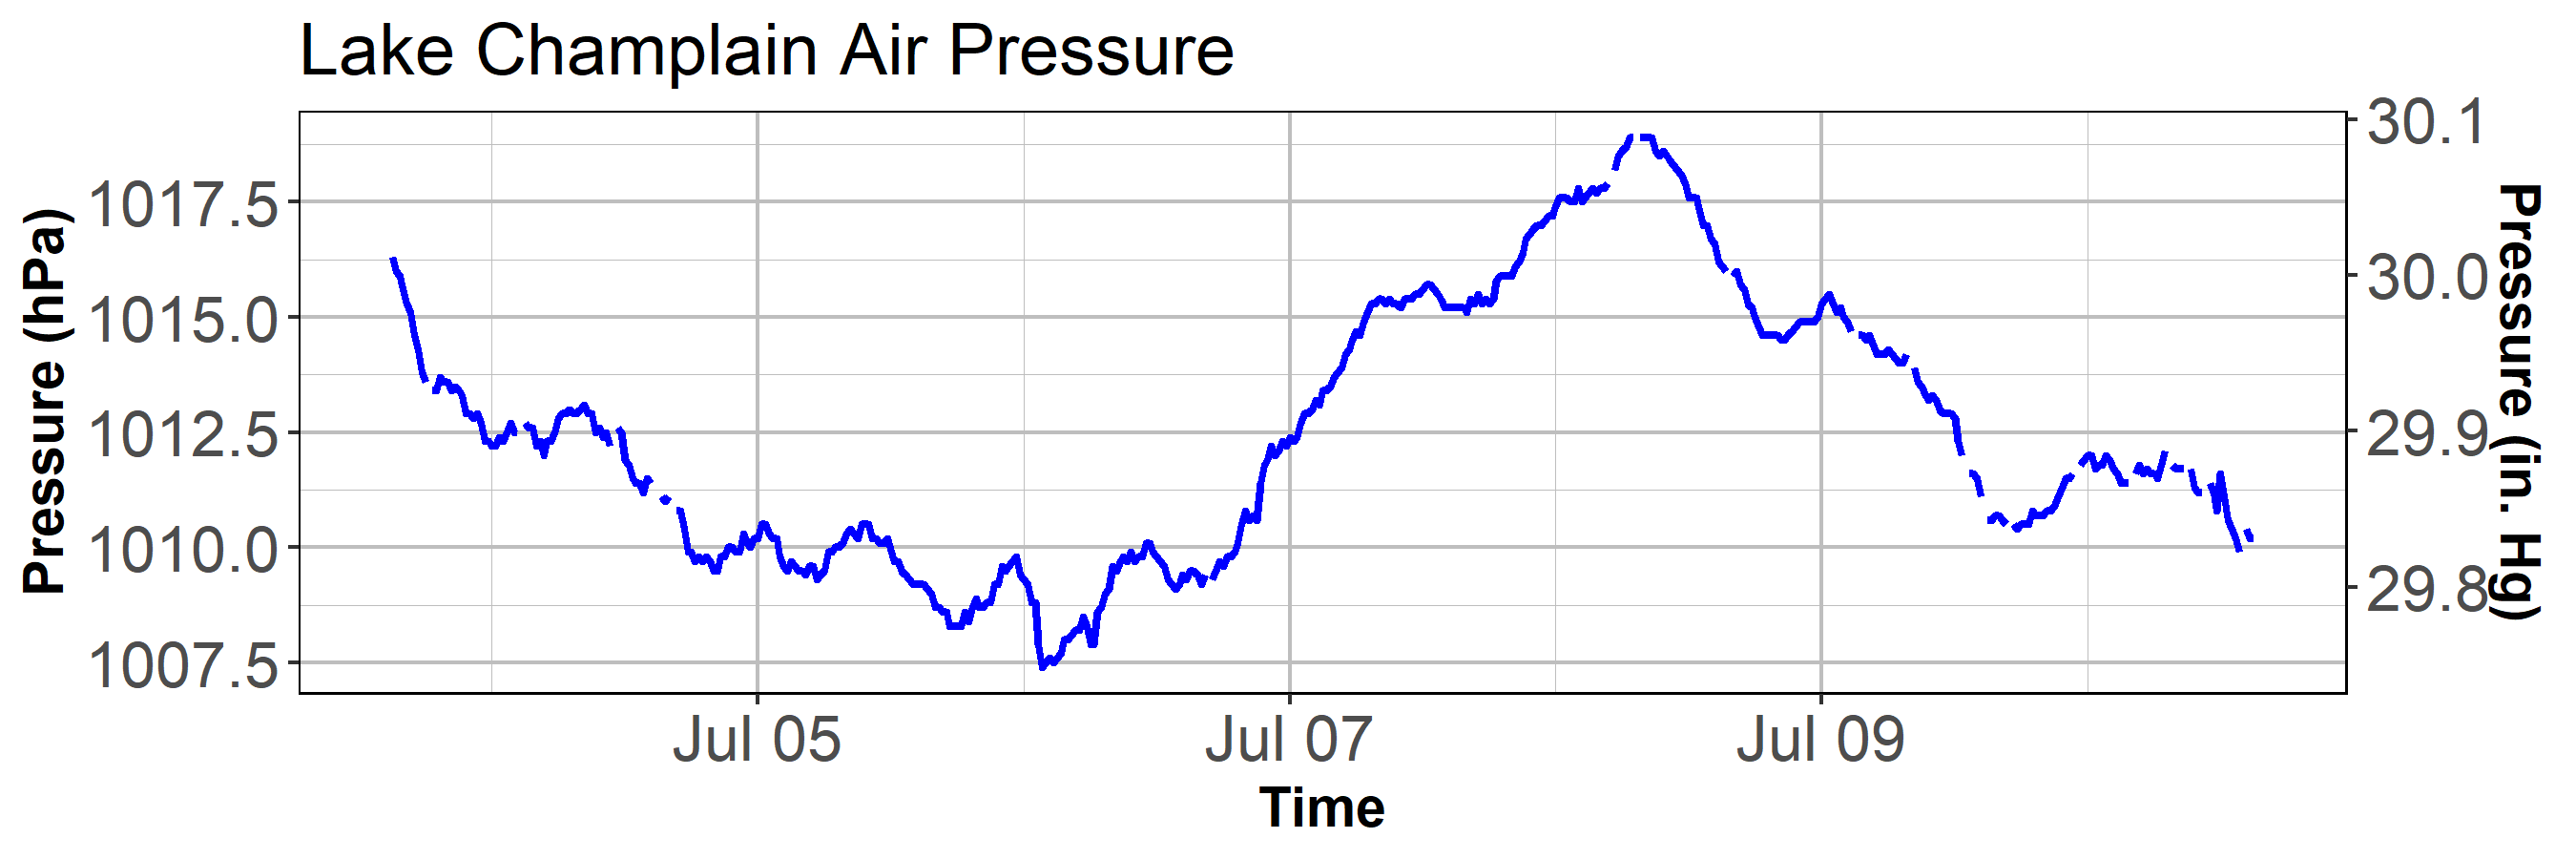 Lake Champlain Air Pressure
Pressure (hPa)
1017.5
1015.0
1012.5
1010.0
1007.5
30.1
30.0
29.9
29.8
Pressure (in. Hg)
Jul 05 Jul 07 Jul 09
Time